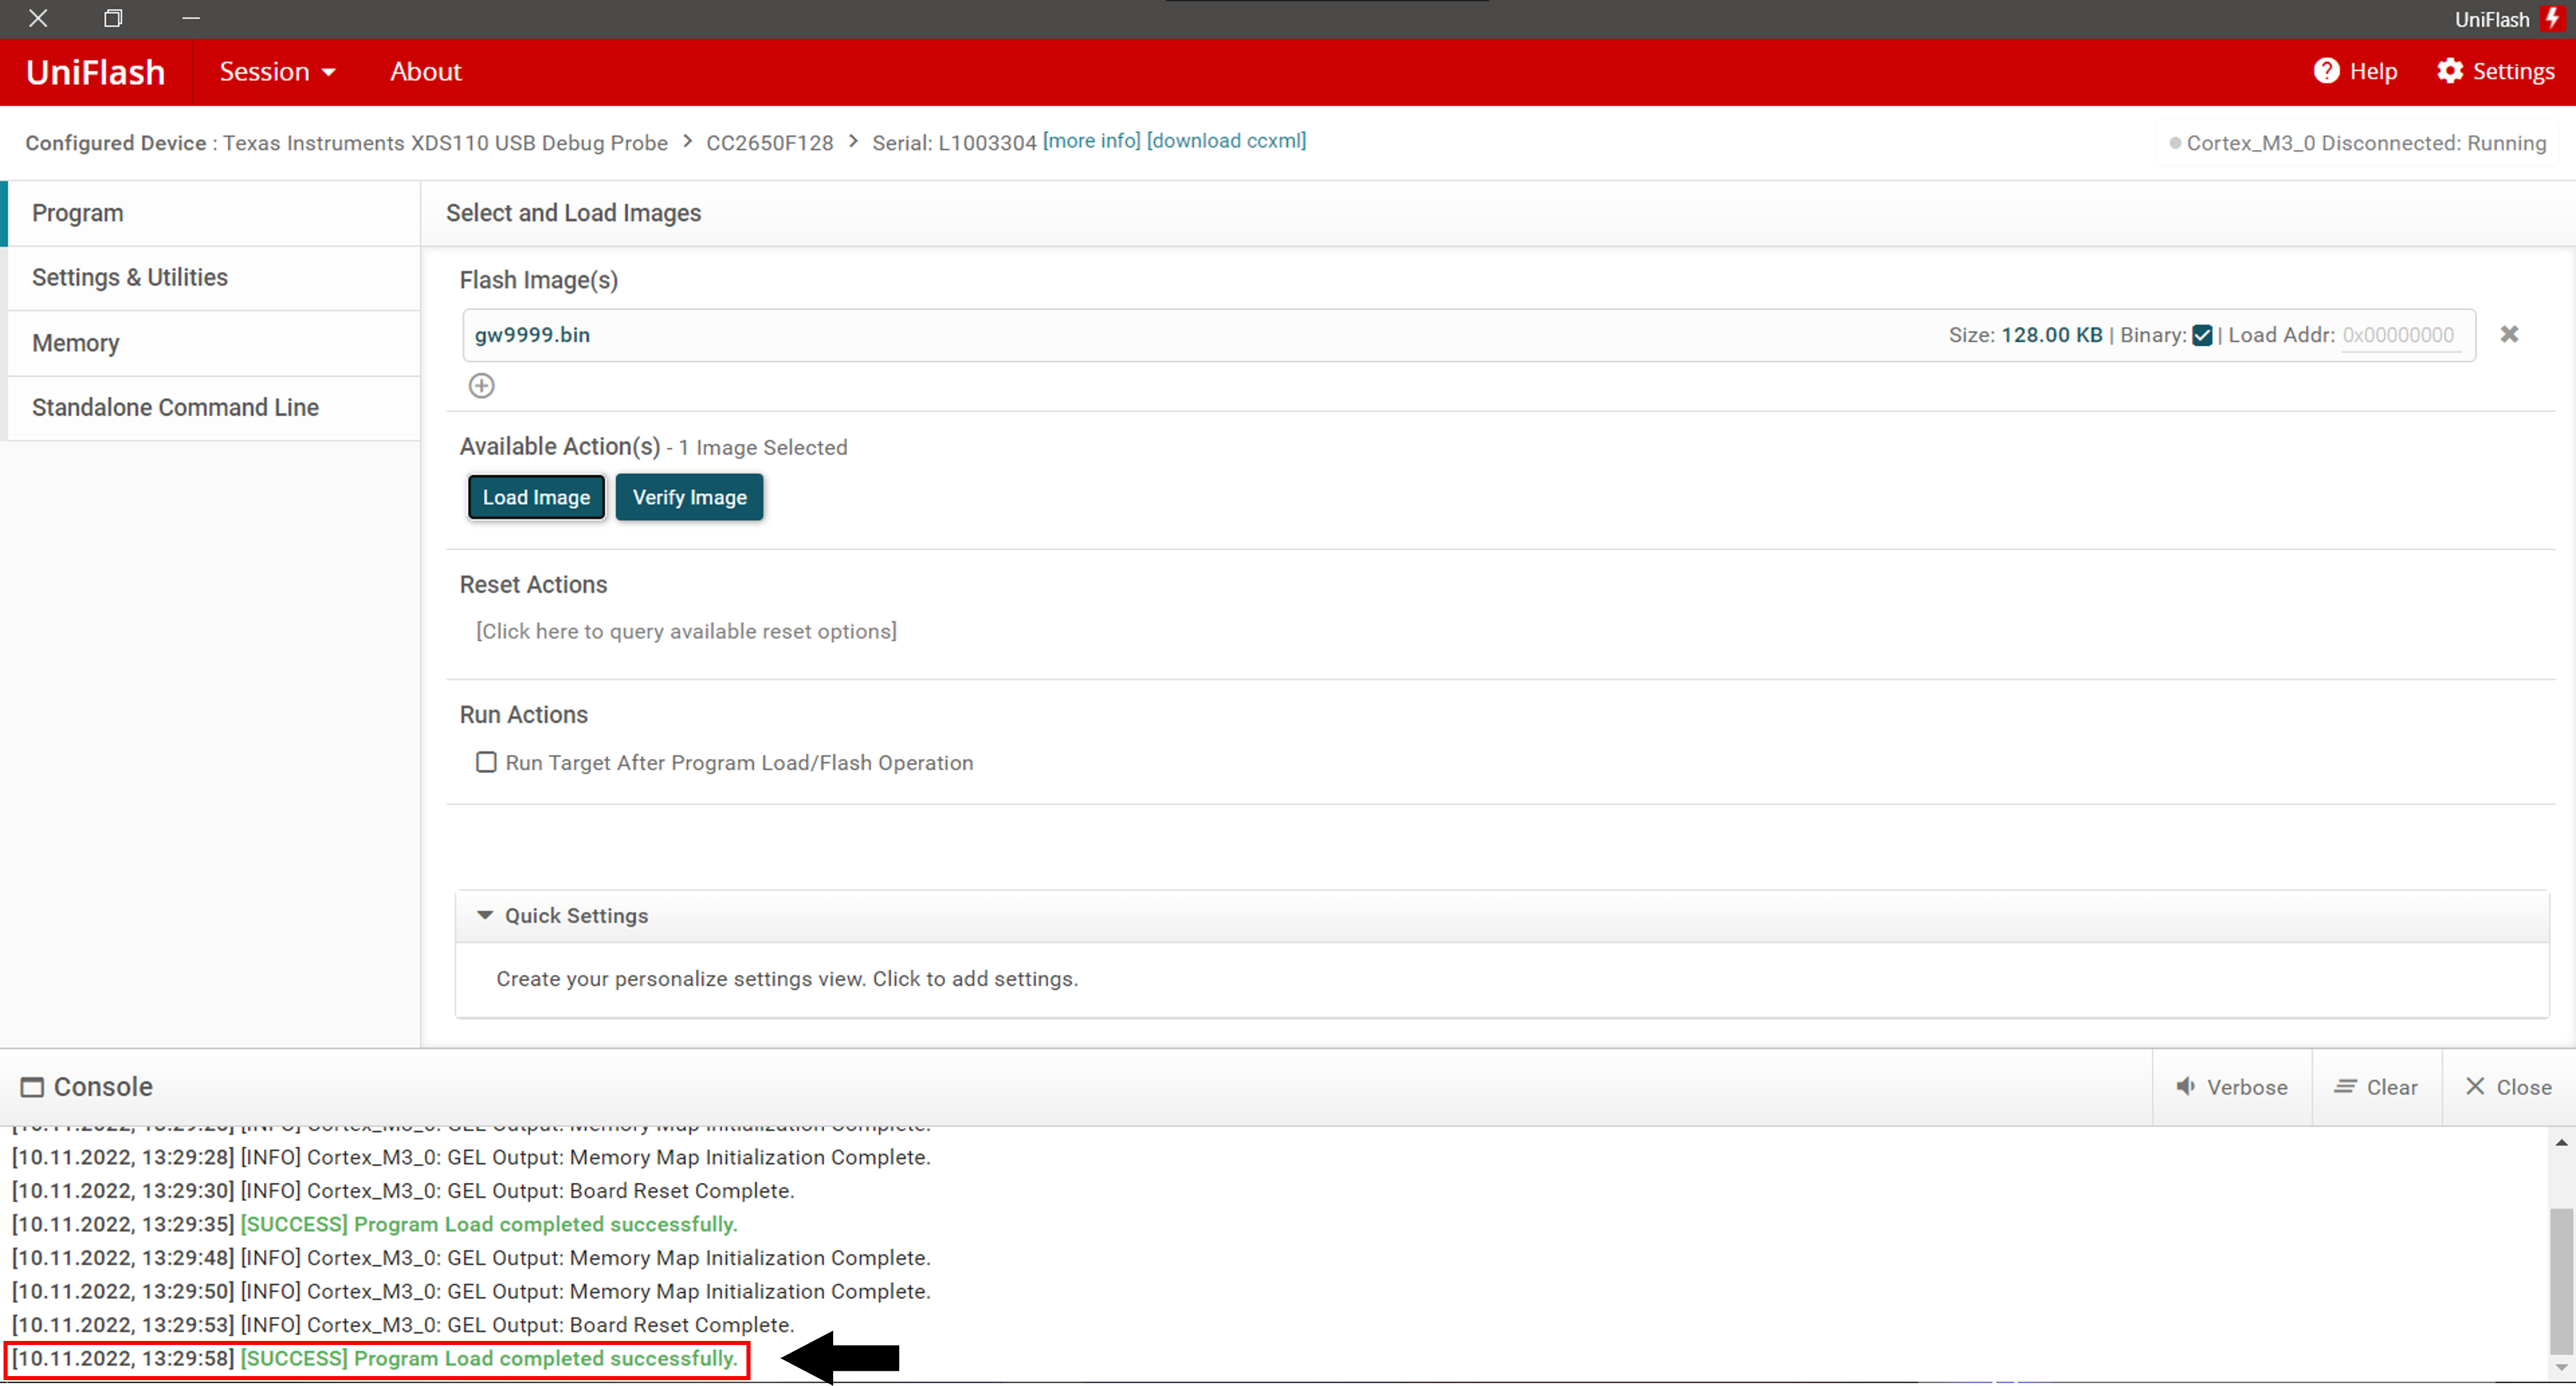 UniFlash
UniFlash Session About Help Settings
Configured Device : Texas Instruments XDS110 USB Debug Probe > CC2650F128 > Serial: L1003304 [more info] [download ccxml] Cortex_M3_0 Disconnected: Running
Program
Settings & Utilities
Memory
Standalone Command Line
Select and Load Images
Flash Image(s)
gw9999.bin Size: 128.00 KB | Binary: | Load Addr: 0x00000000
Available Action(s) - 1 Image Selected
Load Image Verify Image
Reset Actions
[Click here to query available reset options]
Run Actions
Run Target After Program Load/Flash Operation
Quick Settings
Create your personalize settings view. Click to add settings.
Console Verbose Clear Close
[INFO] Cortex_M3_0: GEL Output: Memory Map Initialization Complete.
[10.11.2022, 13:29:28] [INFO] Cortex_M3_0: GEL Output: Memory Map Initialization Complete.
[10.11.2022, 13:29:30] [INFO] Cortex_M3_0: GEL Output: Board Reset Complete.
[10.11.2022, 13:29:35] [SUCCESS] Program Load completed successfully.
[10.11.2022, 13:29:48] [INFO] Cortex_M3_0: GEL Output: Memory Map Initialization Complete.
[10.11.2022, 13:29:50] [INFO] Cortex_M3_0: GEL Output: Memory Map Initialization Complete.
[10.11.2022, 13:29:53] [INFO] Cortex_M3_0: GEL Output: Board Reset Complete.
[10.11.2022, 13:29:58] [SUCCESS] Program Load completed successfully.